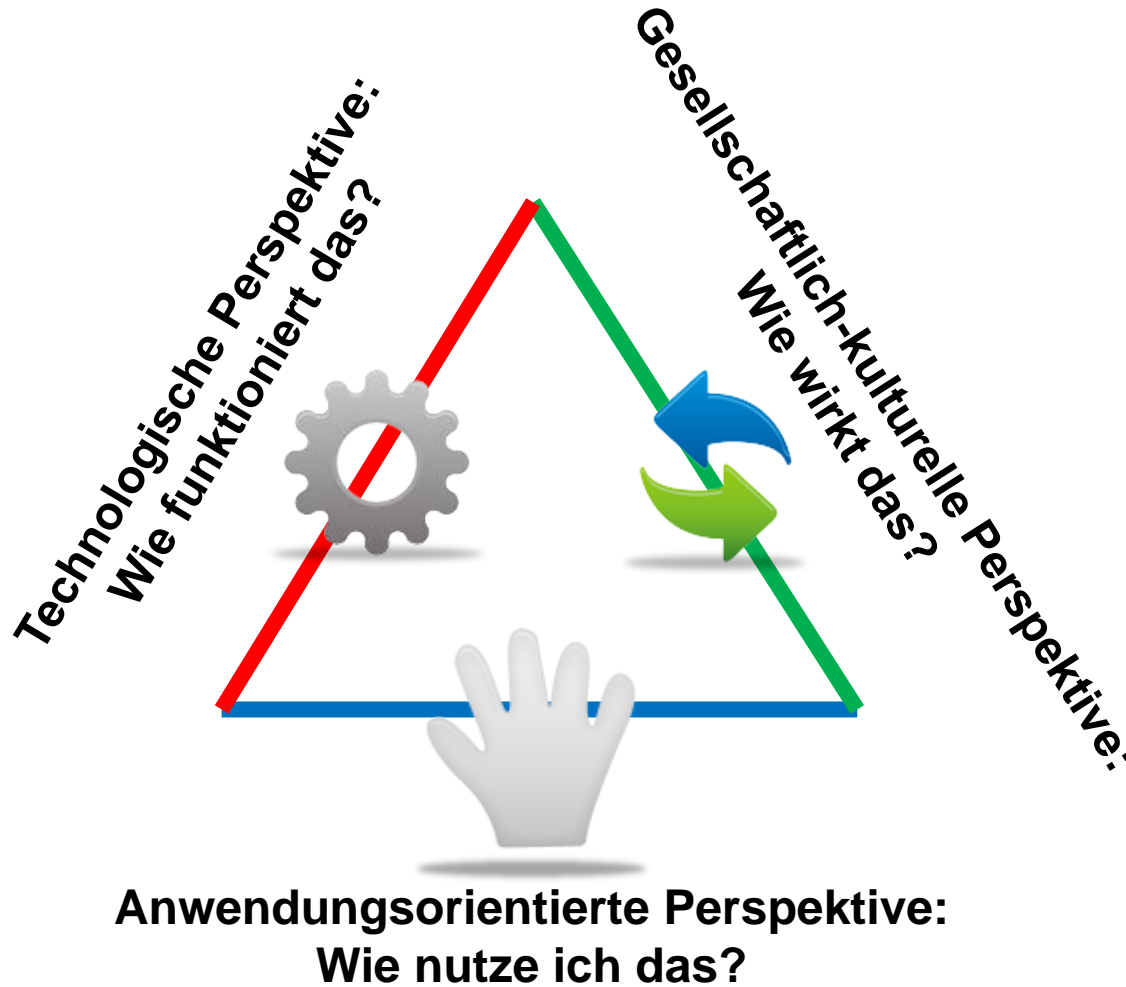 Technologische Perspektive:
Wie funktioniert das?
Gesellschaftlich-kulturelle Perspektive:
Wie wirkt das?
Anwendungsorientierte Perspektive:
Wie nutze ich das?